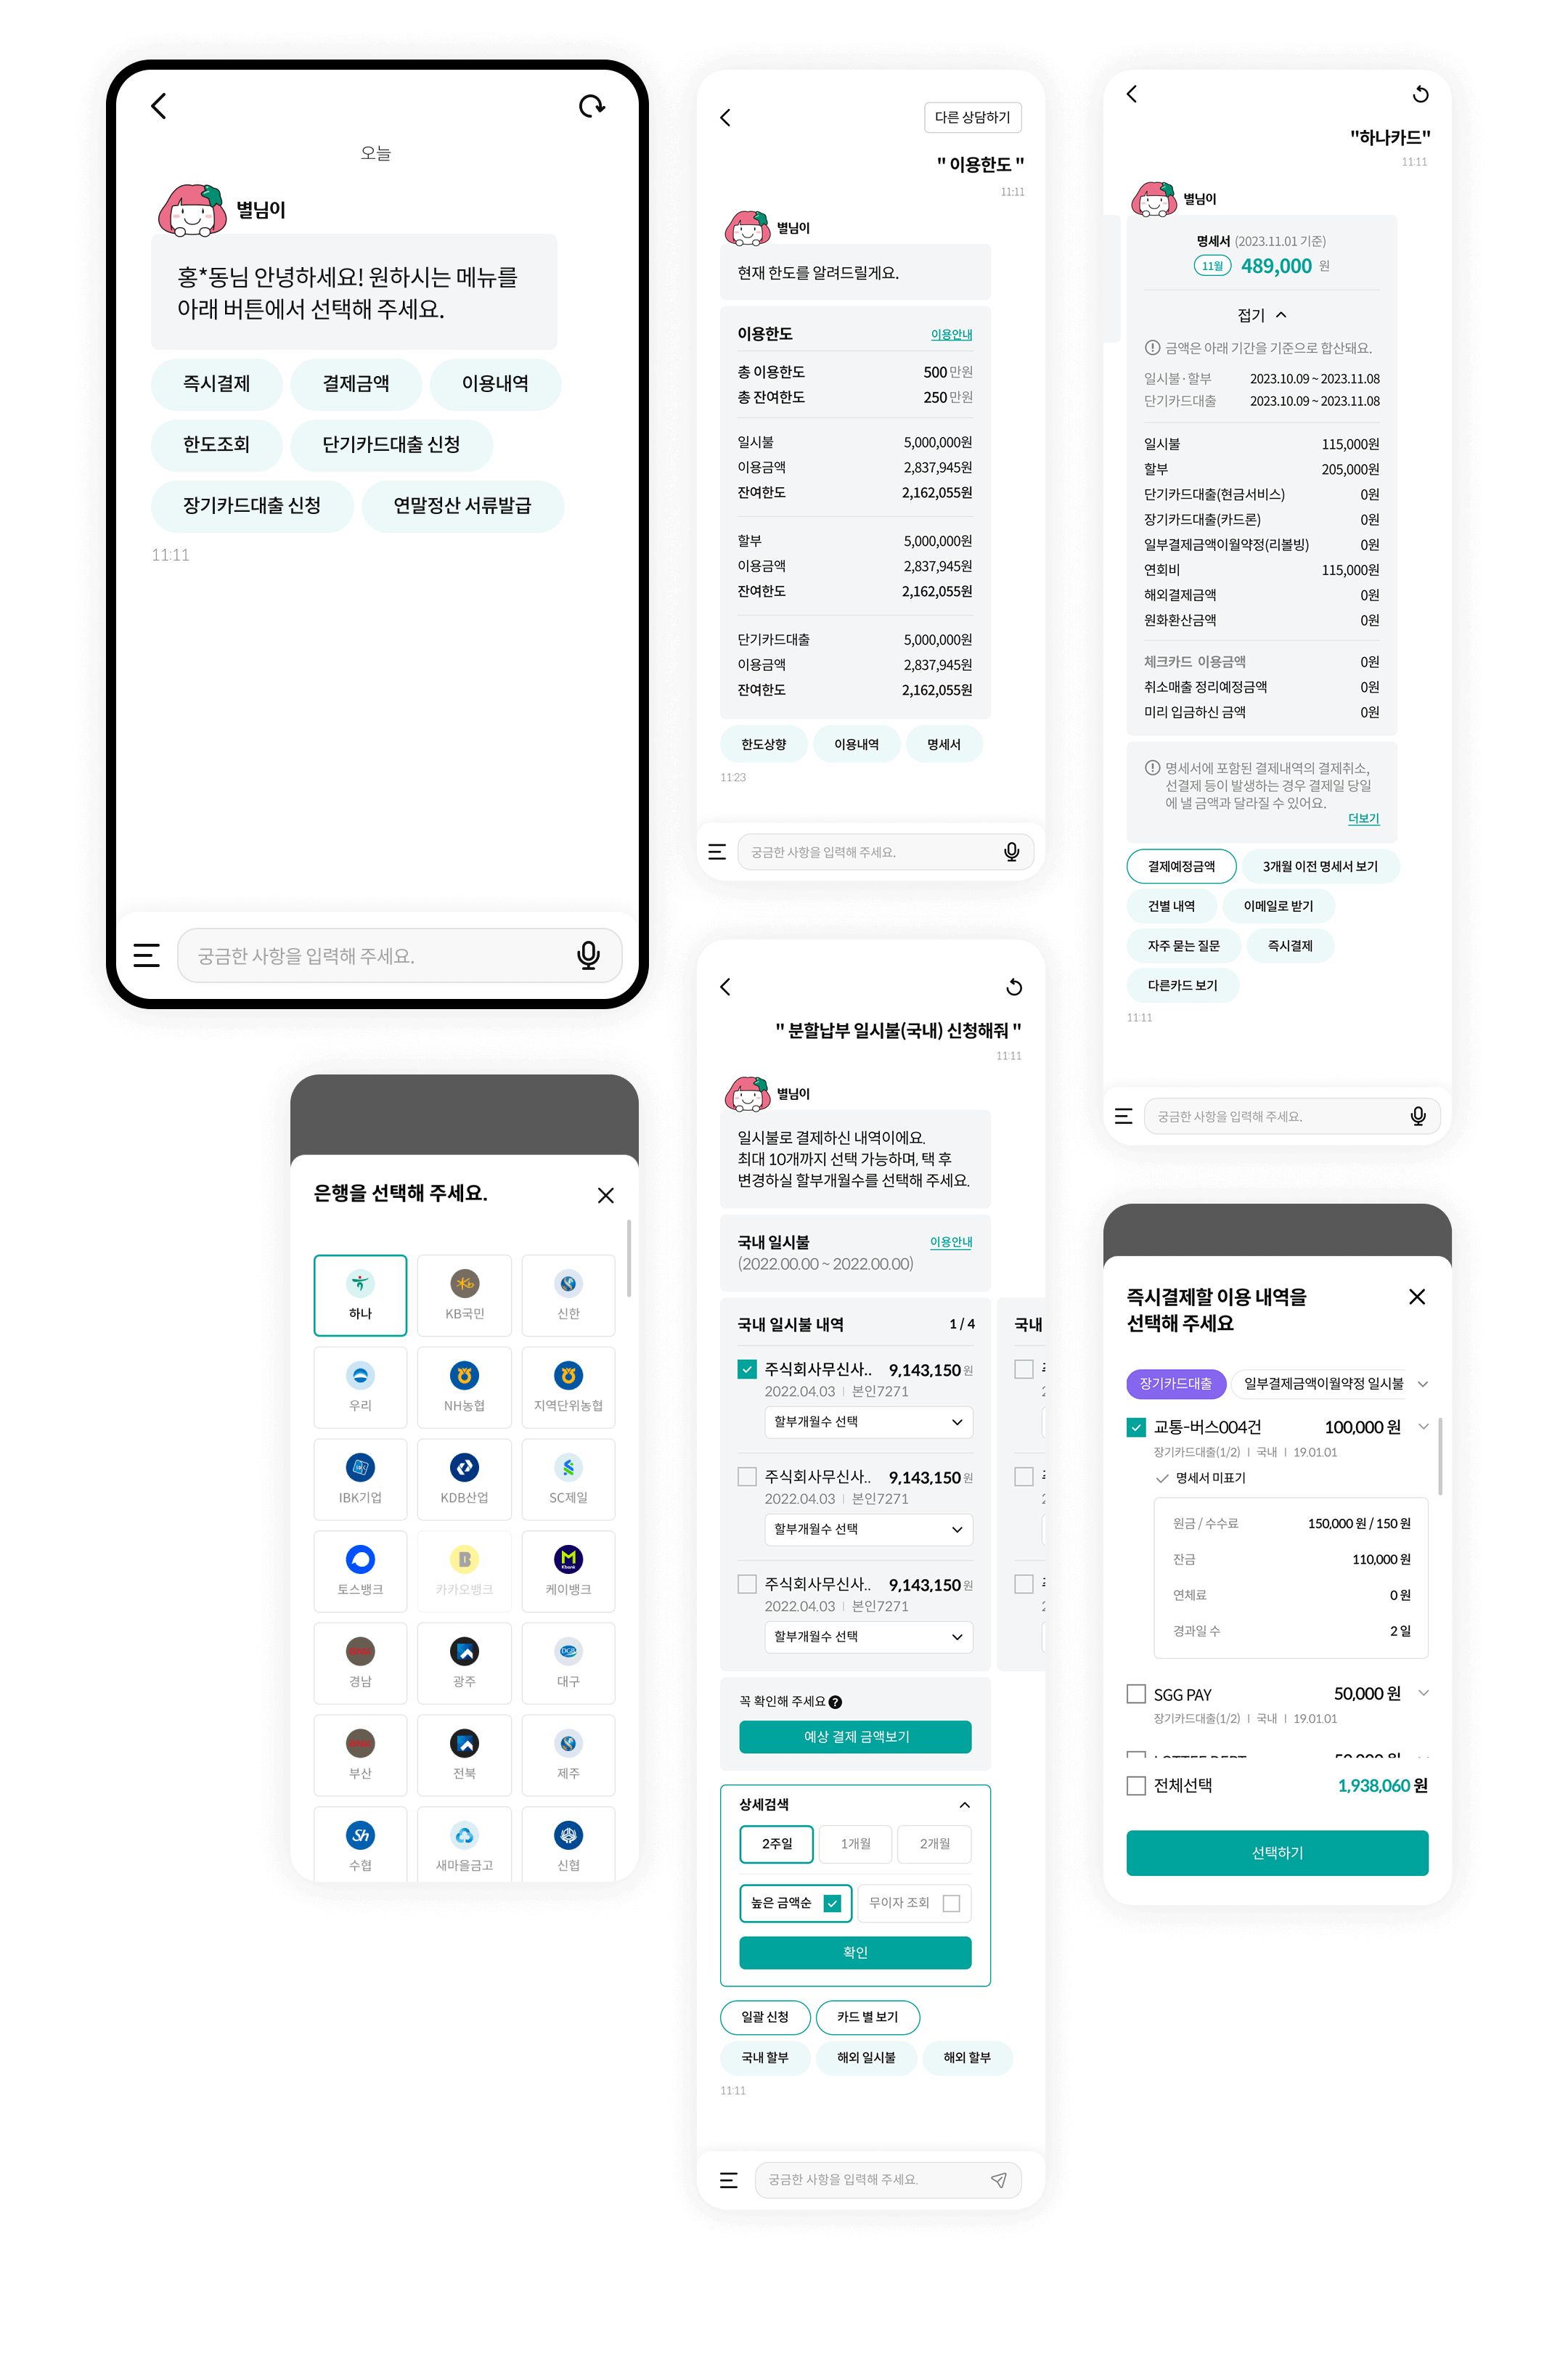 오늘
별님이
홍*동님 안녕하세요! 원하시는 메뉴를
아래 버튼에서 선택해 주세요.
즉시결제 결제금액 이용내역
한도조회 단기카드대출 신청
장기카드대출 신청 연말정산 서류발급
11:11
궁금한 사항을 입력해 주세요.
은행을 선택해 주세요.
하나 KB국민 신한
우리 NH농협 지역단위농협
IBK기업 KDB산업 SC제일
토스뱅크 카카오뱅크 케이뱅크
경남 광주 대구
부산 전북 제주
Sh
수협 새마을금고 신협
다른 상담하기
" 이용한도 "
11:11
별님이
현재 한도를 알려드릴게요.
이용한도 이용안내
총 이용한도 500 만원
총 잔여한도 250 만원
일시불 5,000,000원
이용금액 2,837,945원
잔여한도 2,162,055원
할부 5,000,000원
이용금액 2,837,945원
잔여한도 2,162,055원
단기카드대출 5,000,000원
이용금액 2,837,945원
잔여한도 2,162,055원
한도상향 이용내역 명세서
11:23
궁금한 사항을 입력해 주세요.
" 분할납부 일시불(국내) 신청해줘 "
11:11
별님이
일시불로 결제하신 내역이에요.
최대 10개까지 선택 가능하며, 택 후
변경하실 할부개월수를 선택해 주세요.
국내 일시불 이용안내
(2022.00.00 ~ 2022.00.00)
국내 일시불 내역 1 / 4 국내
주식회사무신사.. 9,143,150 원
2022.04.03 | 본인7271
할부개월수 선택
주식회사무신사.. 9,143,150 원
2022.04.03 | 본인7271
할부개월수 선택
주식회사무신사.. 9,143,150 원
2022.04.03 | 본인7271
할부개월수 선택
꼭 확인해 주세요 ?
예상 결제 금액보기
상세검색
2주일 1개월 2개월
높은 금액순 무이자 조회
확인
일괄 신청 카드 별 보기
국내 할부 해외 일시불 해외 할부
11:11
궁금한 사항을 입력해 주세요.
"하나카드"
11:11
별님이
명세서 (2023.11.01 기준)
11월 489,000 원
접기
금액은 아래 기간을 기준으로 합산돼요.
일시불·할부 2023.10.09 ~ 2023.11.08
단기카드대출 2023.10.09 ~ 2023.11.08
일시불 115,000원
할부 205,000원
단기카드대출(현금서비스) 0원
장기카드대출(카드론) 0원
일부결제금액이월약정(리볼빙) 0원
연회비 115,000원
해외결제금액 0원
원화환산금액 0원
체크카드 이용금액 0원
취소매출 정리예정금액 0원
미리 입금하신 금액 0원
명세서에 포함된 결제내역의 결제취소,
선결제 등이 발생하는 경우 결제일 당일
에 낼 금액과 달라질 수 있어요.
더보기
결제예정금액 3개월 이전 명세서 보기
건별 내역 이메일로 받기
자주 묻는 질문 즉시결제
다른카드 보기
11:11
궁금한 사항을 입력해 주세요.
즉시결제할 이용 내역을
선택해 주세요
장기카드대출 일부결제금액이월약정 일시불
교통-버스004건 100,000 원
장기카드대출(1/2) | 국내 | 19.01.01
명세서 미표기
원금 / 수수료 150,000 원 / 150 원
잔금 110,000 원
연체료 0 원
경과일 수 2 일
SGG PAY 50,000 원
장기카드대출(1/2) | 국내 | 19.01.01
전체선택 1,938,060 원
선택하기